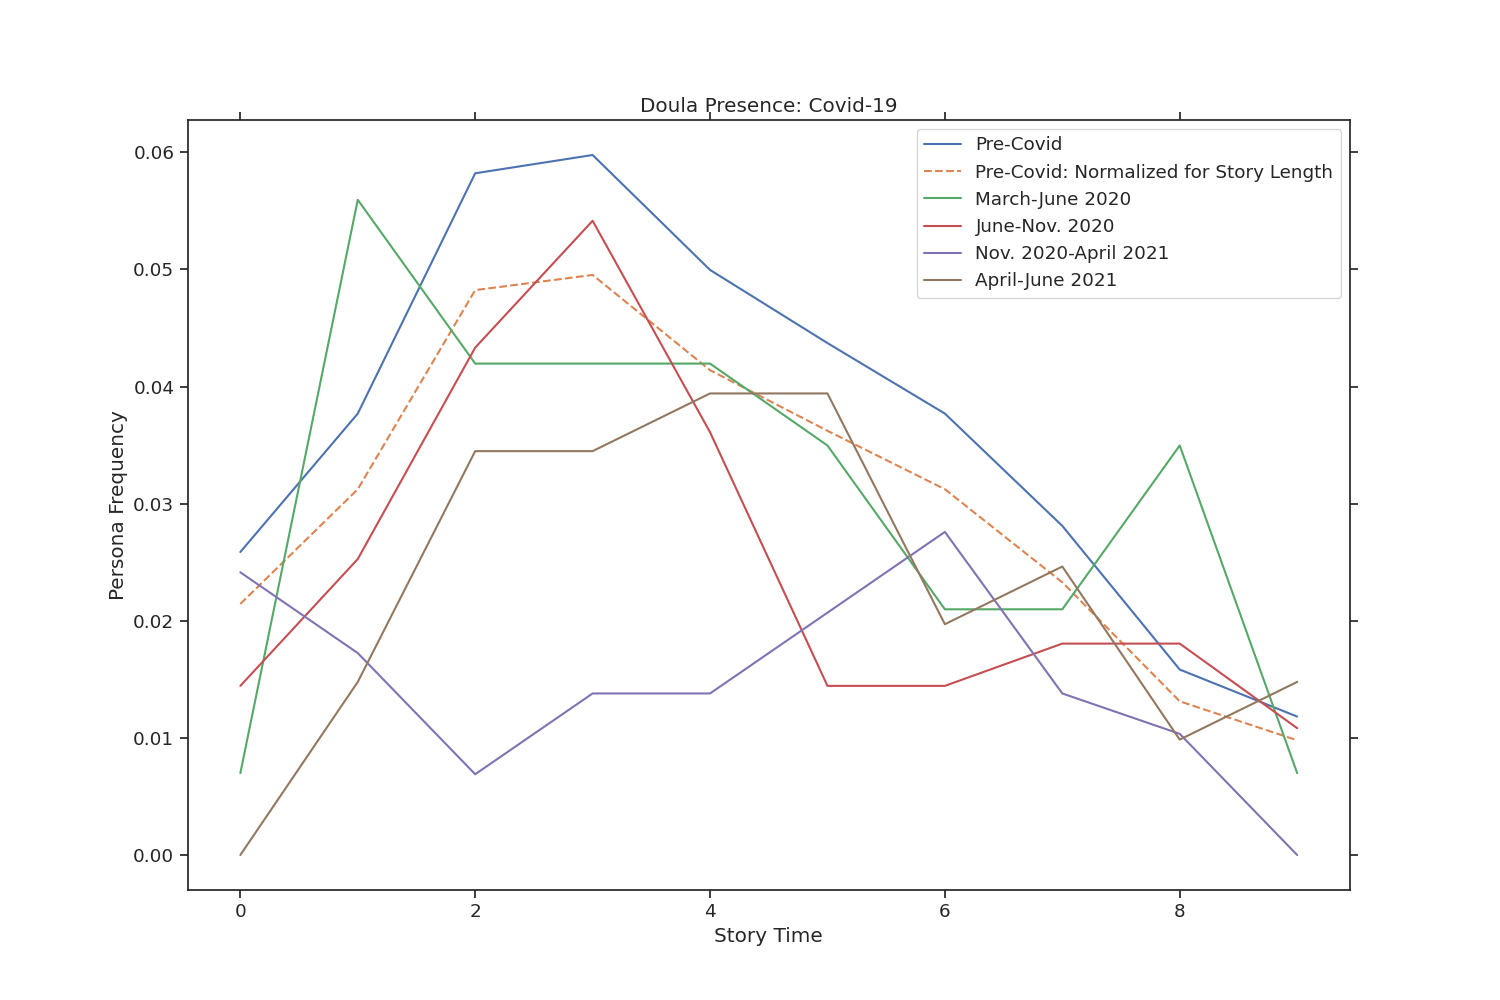 Doula Presence: Covid-19
Pre-Covid
Pre-Covid: Normalized for Story Length
March-June 2020
June-Nov. 2020
Nov. 2020-April 2021
April-June 2021
Persona Frequency
0.06
0.05
0.04
0.03
0.02
0.01
0.00
0 2 4 6 8
Story Time